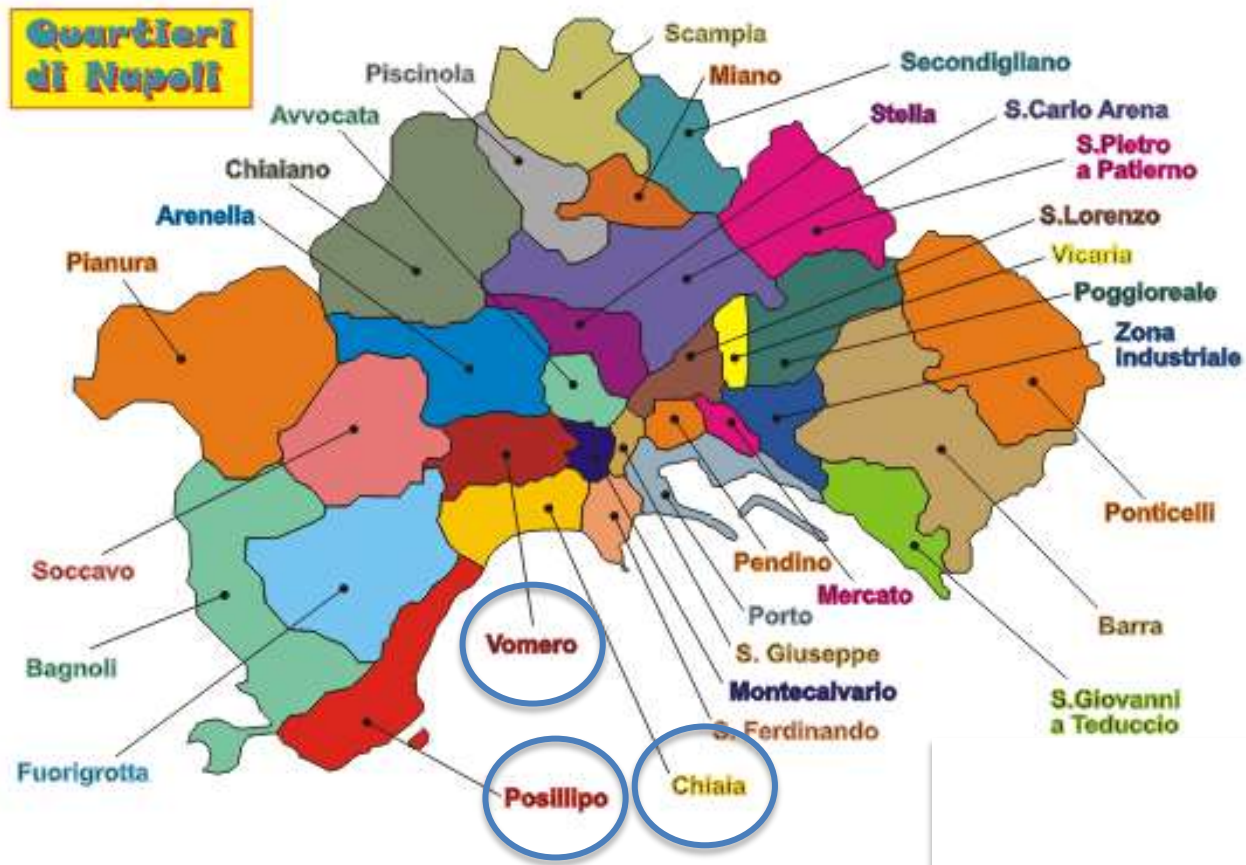 Quartieri
di Napoli
Scampia
Piscinola
Miano
Secondigliano
Avvocata
Stella
S.Carlo Arena
Chiaiano
S.Pietro
a Patierno
Arenella
S.Lorenzo
Pianura
Vicaria
Poggioreale
Zona
industriale
Ponticelli
Soccavo
Pendino
Mercato
Porto
Barra
Vomero
Bagnoli
S. Giuseppe
Montecalvario
S.Giovanni
a Teduccio
S. Ferdinando
Fuorigrotta
Chiaia
Posillipo